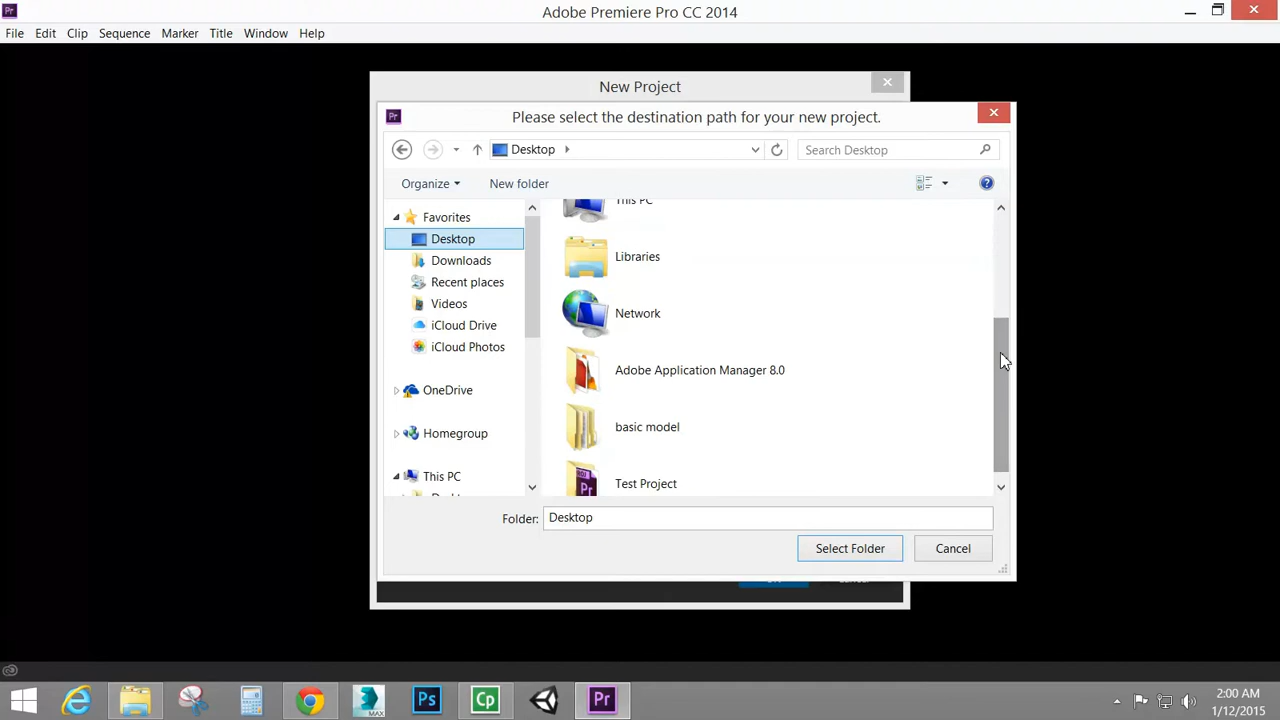 Adobe Premiere Pro CC 2014
File Edit Clip Sequence Marker Title Window Help
New Project
Please select the destination path for your new project.
Desktop
Search Desktop
Organize New folder
This PC
Favorites
Desktop
Downloads
Recent places
Videos
iCloud Drive
iCloud Photos
OneDrive
Homegroup
This PC
Libraries
Network
Adobe Application Manager 8.0
basic model
Test Project
Folder: Desktop
Select Folder Cancel
2:00 AM
1/12/2015